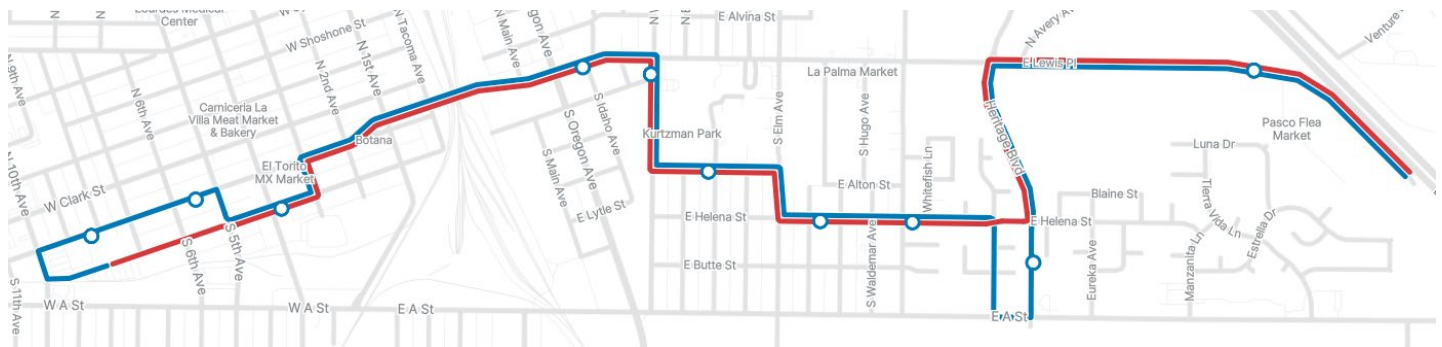 Lourdes Medical
Center
W Shoshone St
N 9th Ave
N 6th Ave
N 10th Ave
N 2nd Ave
N 1st Ave
N Tacoma Ave
N Main Ave
Carniceria La
Villa Meat Market
& Bakery
El Torito
MX Market
Botana
W Clark St
S 5th Ave
S 6th Ave
S 11th Ave
W A St
W A St
E A St
S Main Ave
S Oregon Ave
S Idaho Ave
E Lytle St
Kurtzman Park
E Alvina St
La Palma Market
S Elm Ave
S Hugo Ave
E Alton St
E Helena St
E Butte St
S Waldemar Ave
Whitefish Ln
N Avery Av
E Lewis Pl
Heritage Blvd
E Helena St
E A St
Blaine St
Eureka Ave
Manzanita Ln
Tierra Vida Ln
Estrella Dr
Luna Dr
Pasco Flea
Market
Venture